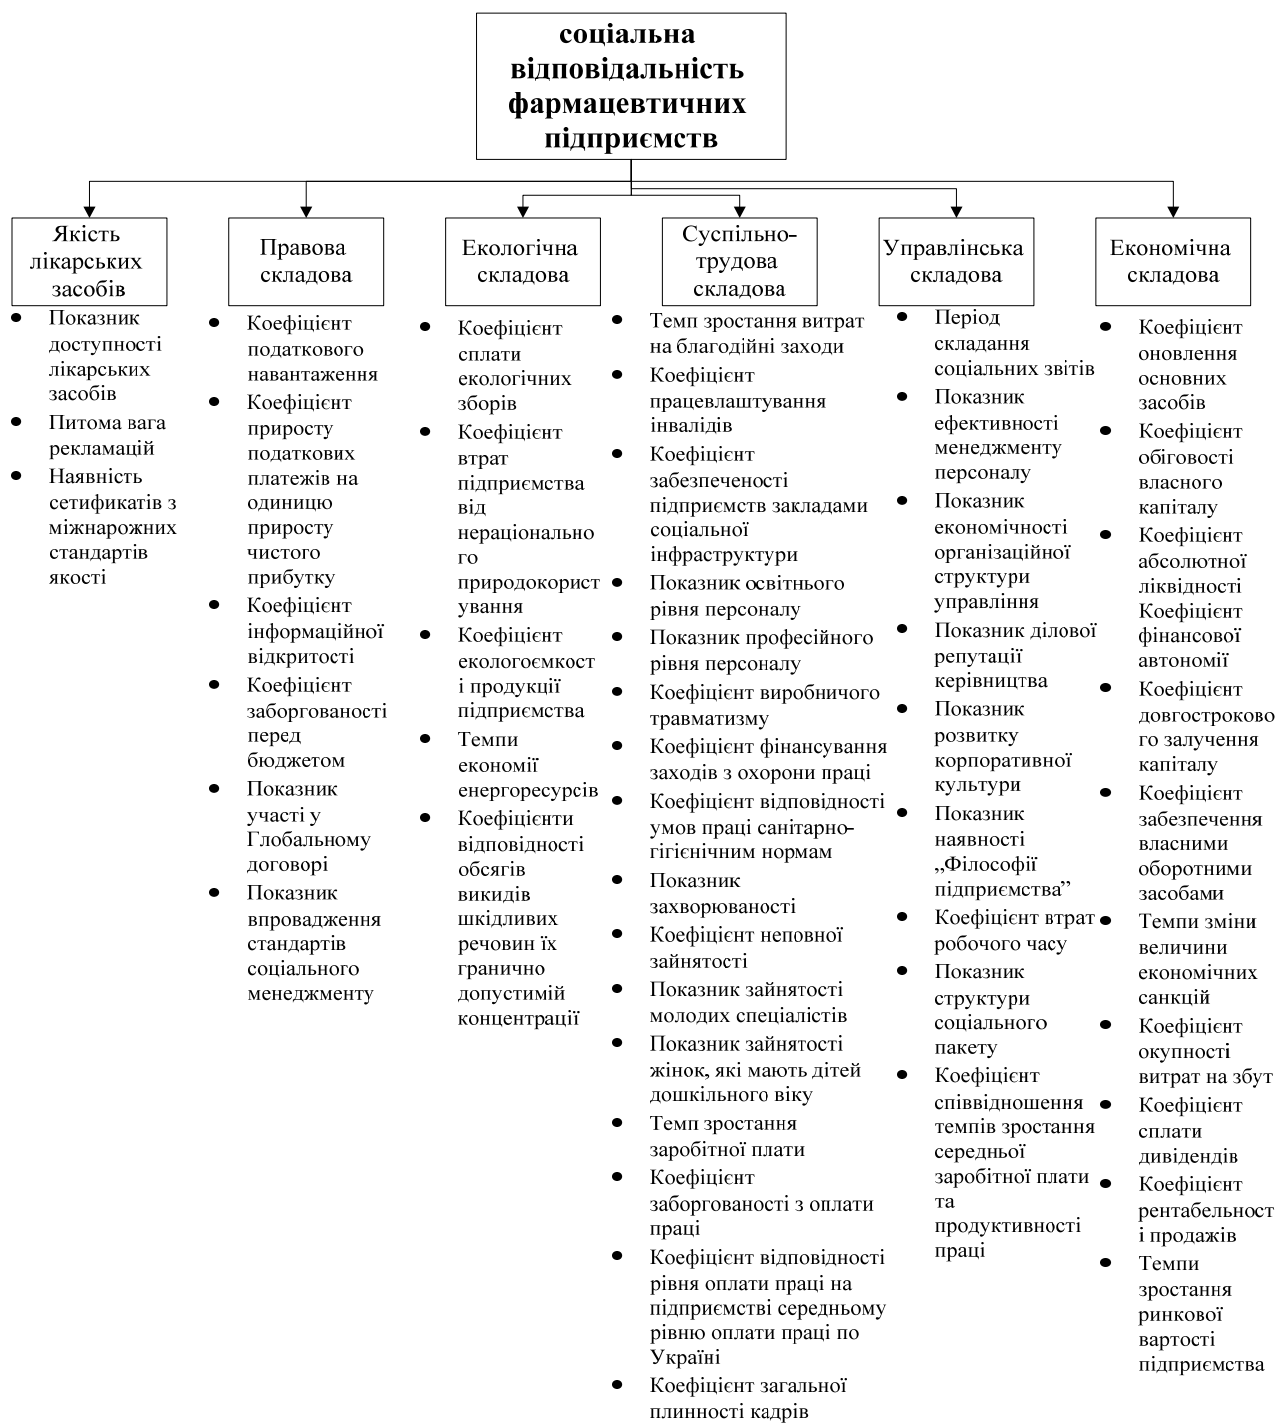 соціальна
відповідальність
фармацевтичних
підприємств
Якість
лікарських
засобів
Показник
доступності
лікарських
засобів
Питома вага
рекламацій
Наявність
сетификатів з
міжнарожних
стандартів
якості
Правова
складова
Коефіцієнт
податкового
навантаження
Коефіцієнт
приросту
податкових
платежів на
одиницю
приросту
чистого
прибутку
Коефіцієнт
інформаційної
відкритості
Коефіцієнт
заборгованості
перед
бюджетом
Показник
участі у
Глобальному
договорі
Показник
впровадження
стандартів
соціального
менеджменту
Екологічна
складова
Коефіцієнт
сплати
екологічних
зборів
Коефіцієнт
втрат
підприємства
від
нераціонально
го
природокорист
ування
Коефіцієнт
екологоємкост
і продукції
підприємства
Темпи
економії
енергоресурсів
Коефіцієнти
відповідності
обсягів
викидів
шкідливих
речовин їх
гранично
допустимій
концентрації
Суспільно-
трудова
складова
Темп зростання витрат
на благодійні заходи
Коефіцієнт
працевлаштування
інвалідів
Коефіцієнт
забезпеченості
підприємств закладами
соціальної
інфраструктури
Показник освітнього
рівня персоналу
Показник професійного
рівня персоналу
Коефіцієнт виробничого
травматизму
Коефіцієнт фінансування
заходів з охорони праці
Коефіцієнт відповідності
умов праці санітарно-
гігієнічним нормам
Показник
захворюваності
Коефіцієнт неповної
зайнятості
Показник зайнятості
молодих спеціалістів
Показник зайнятості
жінок, які мають дітей
дошкільного віку
Темп зростання
заробітної плати
Коефіцієнт
заборгованості з оплати
праці
Коефіцієнт відповідності
рівня оплати праці на
підприємстві середньому
рівню оплати праці по
Україні
Коефіцієнт загальної
плинності кадрів
Управлінська
складова
Період
складання
соціальних звітів
Показник
ефективності
менеджменту
персоналу
Показник
економічності
організаційної
структури
управління
Показник ділової
репутації
керівництва
Показник
розвитку
корпоративної
культури
Показник
наявності
„Філософії
підприємства”
Коефіцієнт втрат
робочого часу
Показник
структури
соціального
пакету
Коефіцієнт
співвідношення
темпів зростання
середньої
заробітної плати
та
продуктивності
праці
Економічна
складова
Коефіцієнт
оновлення
основних
засобів
Коефіцієнт
обіговості
власного
капіталу
Коефіцієнт
абсолютної
ліквідності
Коефіцієнт
фінансової
автономії
Коефіцієнт
довгостроково
го залучення
капіталу
Коефіцієнт
забезпечення
власними
оборотними
засобами
Темпи зміни
величини
економічних
санкцій
Коефіцієнт
окупності
витрат на збут
Коефіцієнт
сплати
дивідендів
Коефіцієнт
рентабельност
і продажів
Темпи
зростання
ринкової
вартості
підприємства